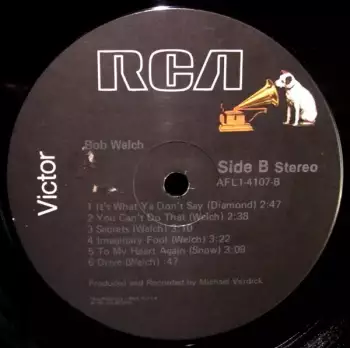 RCA
Victor
Bob Welch
Side B Stereo
AFL1-4107-B
1 It's What Ya Don't Say (Diamond) 2:47
2 You Can't Do That (Welch) 2:38
3 Secrets (Welch) 3:10
4 Imaginary Fool (Welch) 3:22
5 To My Heart Again (Snow) 3:09
6 Drive (Welch) :47
Produced and Recorded by Michael Verdick